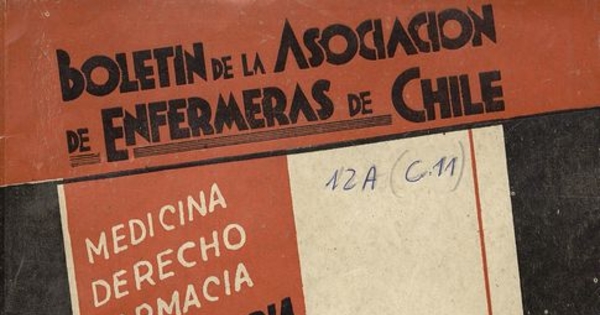 BOLETIN DE LA ASOCIACION
DE ENFERMERAS DE CHILE
12A (C.11)
MEDICINA
DERECHO
RMACIA